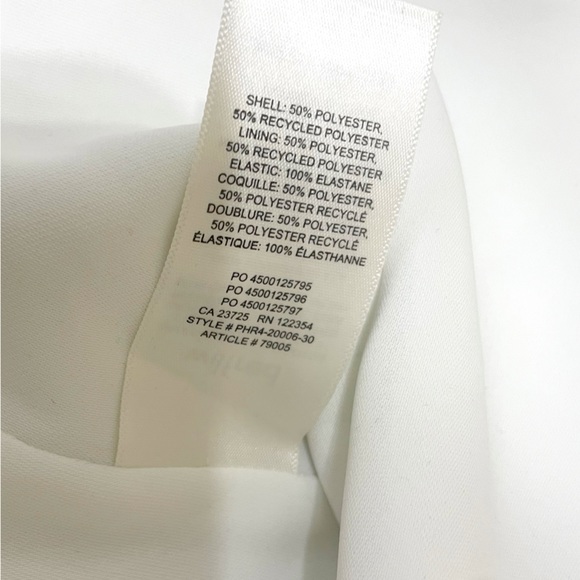 SHELL: 50% POLYESTER,
50% RECYCLED POLYESTER
LINING: 50% POLYESTER,
50% RECYCLED POLYESTER
ELASTIC: 100% ELASTANE
COQUILLE: 50% POLYESTER,
50% POLYESTER RECYCLÉ
DOUBLURE: 50% POLYESTER,
50% POLYESTER RECYCLÉ
ÉLASTIQUE: 100% ÉLASTHANNE
PO 4500125795
PO 4500125796
PO 4500125797
CA 23725 RN 122354
STYLE # PHR4-20006-30
ARTICLE # 79005